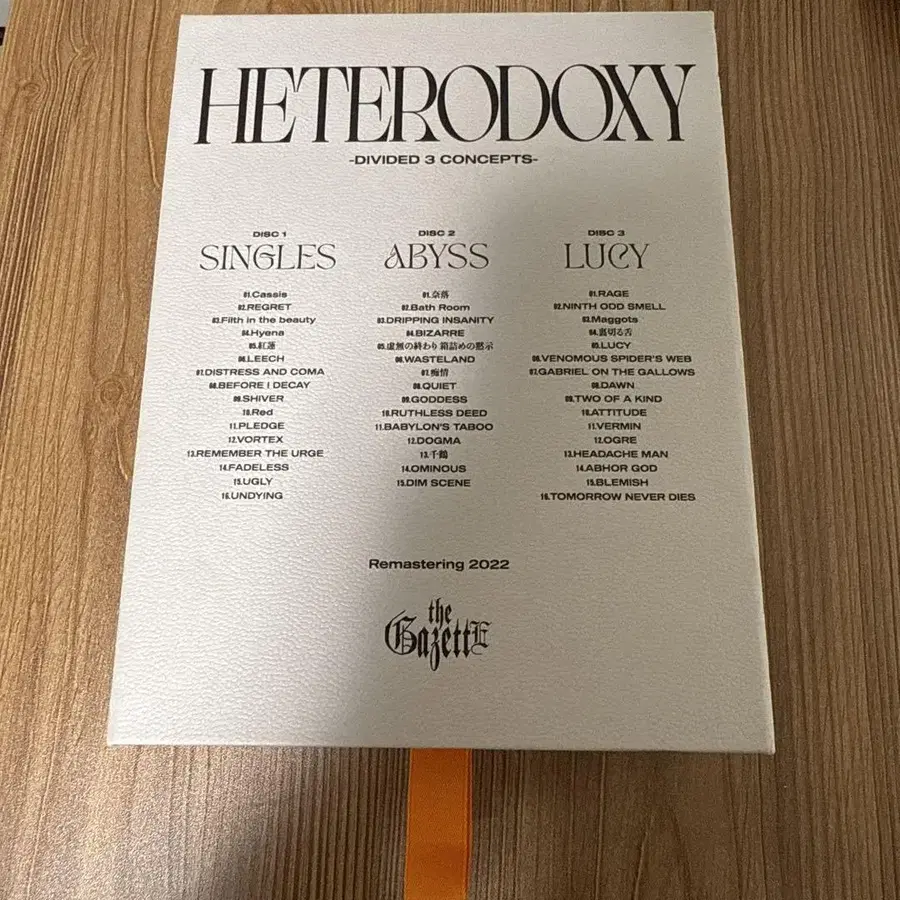 HETERODOXY
-DIVIDED 3 CONCEPTS-
DISC 1
SINGLES
01.Cassis
02.REGRET
03.Filth in the beauty
04.Hyena
05.紅蓮
06.LEECH
07.DISTRESS AND COMA
08.BEFORE I DECAY
09.SHIVER
10.Red
11.PLEDGE
12.VORTEX
13.REMEMBER THE URGE
14.FADELESS
15.UGLY
16.UNDYING
DISC 2
ABYSS
01.奈落
02.Bath Room
03.DRIPPING INSANITY
04.BIZARRE
05.虚無の終わり 箱詰めの黙示
06.WASTELAND
07.痴情
08.QUIET
09.GODDESS
10.RUTHLESS DEED
11.BABYLON'S TABOO
12.DOGMA
13.千鶴
14.OMINOUS
15.DIM SCENE
DISC 3
LUCY
01.RAGE
02.NINTH ODD SMELL
03.Maggots
04.裏切る舌
05.LUCY
06.VENOMOUS SPIDER'S WEB
07.GABRIEL ON THE GALLOWS
08.DAWN
09.TWO OF A KIND
10.ATTITUDE
11.VERMIN
12.OGRE
13.HEADACHE MAN
14.ABHOR GOD
15.BLEMISH
16.TOMORROW NEVER DIES
Remastering 2022
the
GazettE